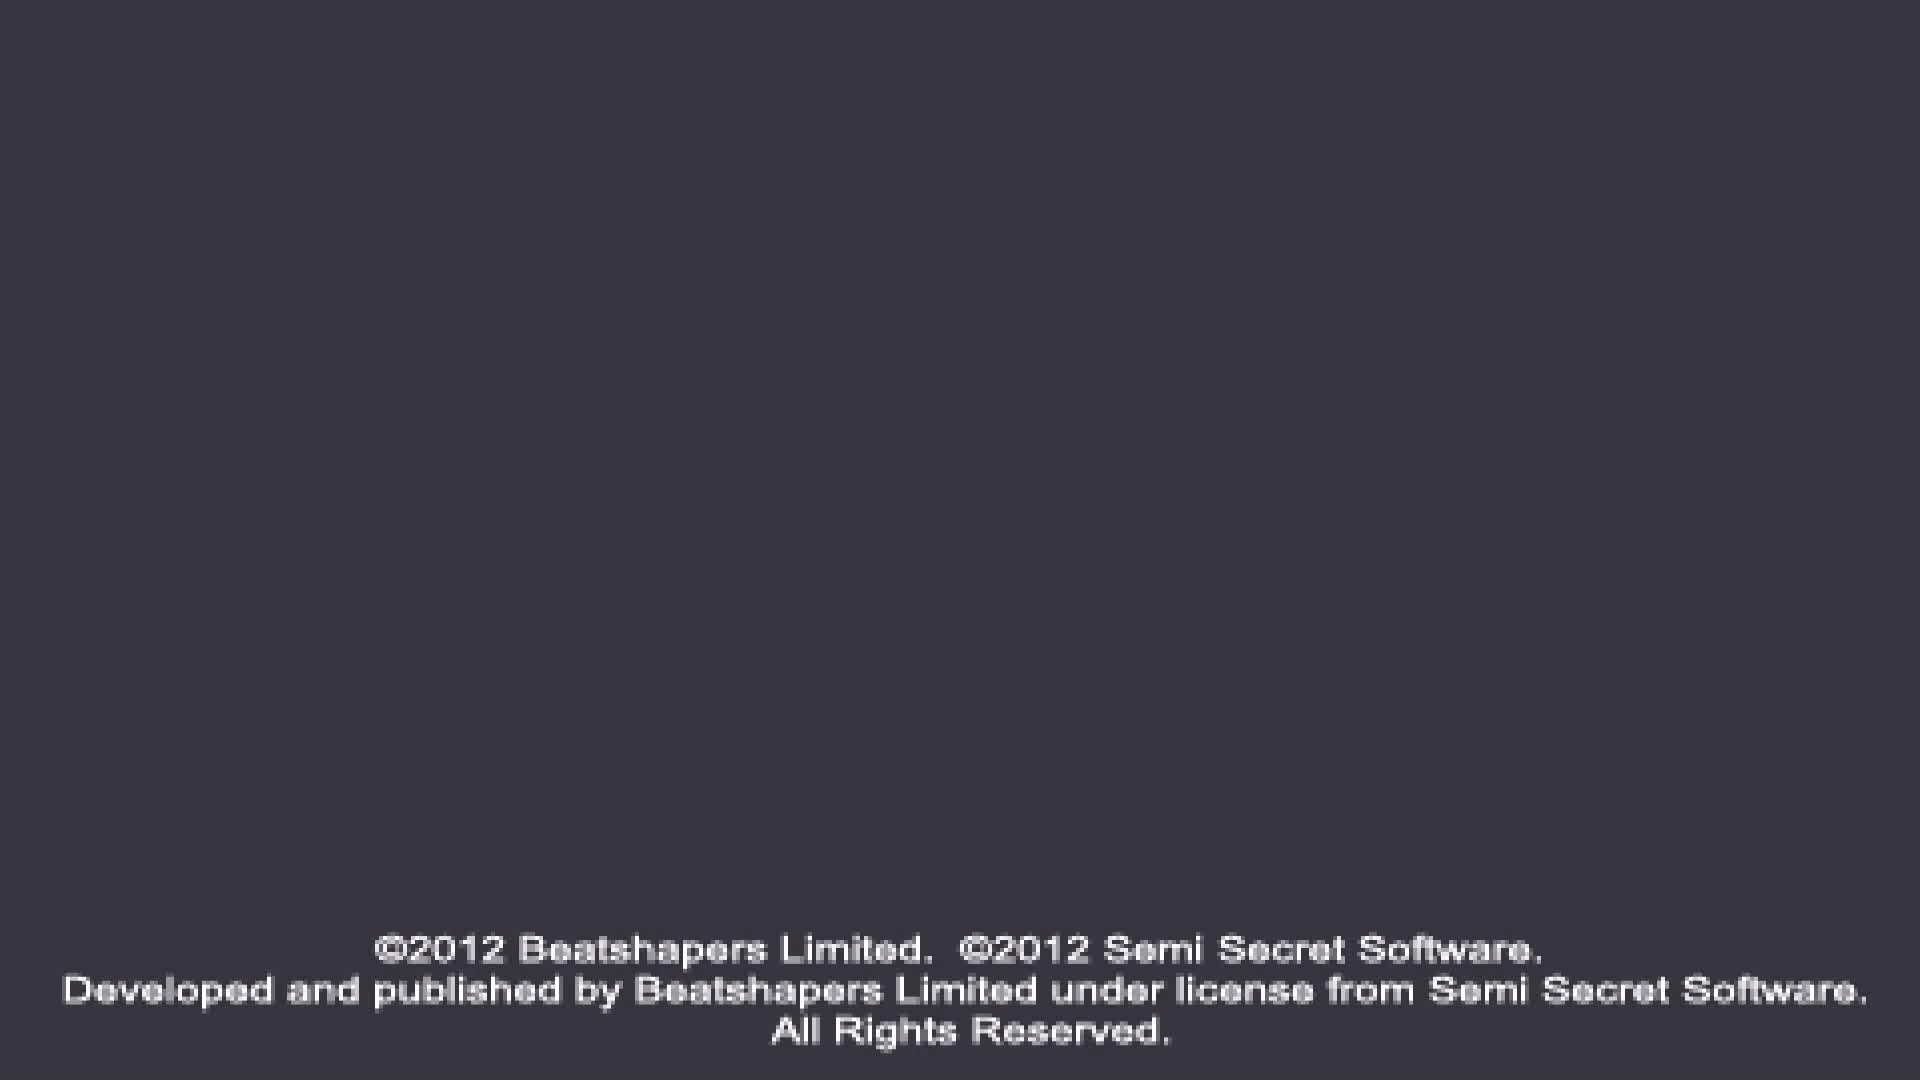 ©2012 Beatshapers Limited.  ©2012 Semi Secret Software.
Developed and published by Beatshapers Limited under license from Semi Secret Software.
All Rights Reserved.